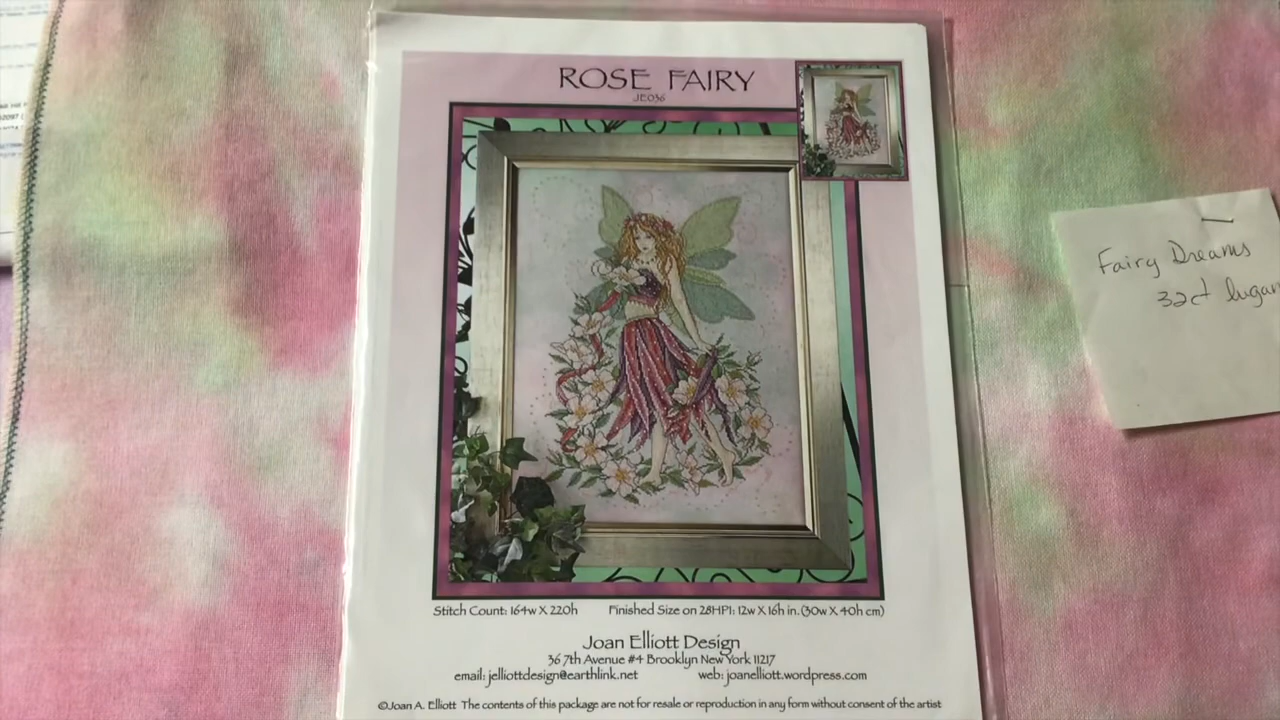 ROSE FAIRY
JE036
Stitch Count: 164w X 220h
Finished Size on 28HPI: 12w X 16h in. (30w X 40h cm)
Joan Elliott Design
36 7th Avenue #4 Brooklyn New York 11217
email: jelliottdesign@earthlink.net
web: joanelliott.wordpress.com
©Joan A. Elliott The contents of this package are not for resale or reproduction in any form without consent of the artist
Fairy Dreams
32ct lugan